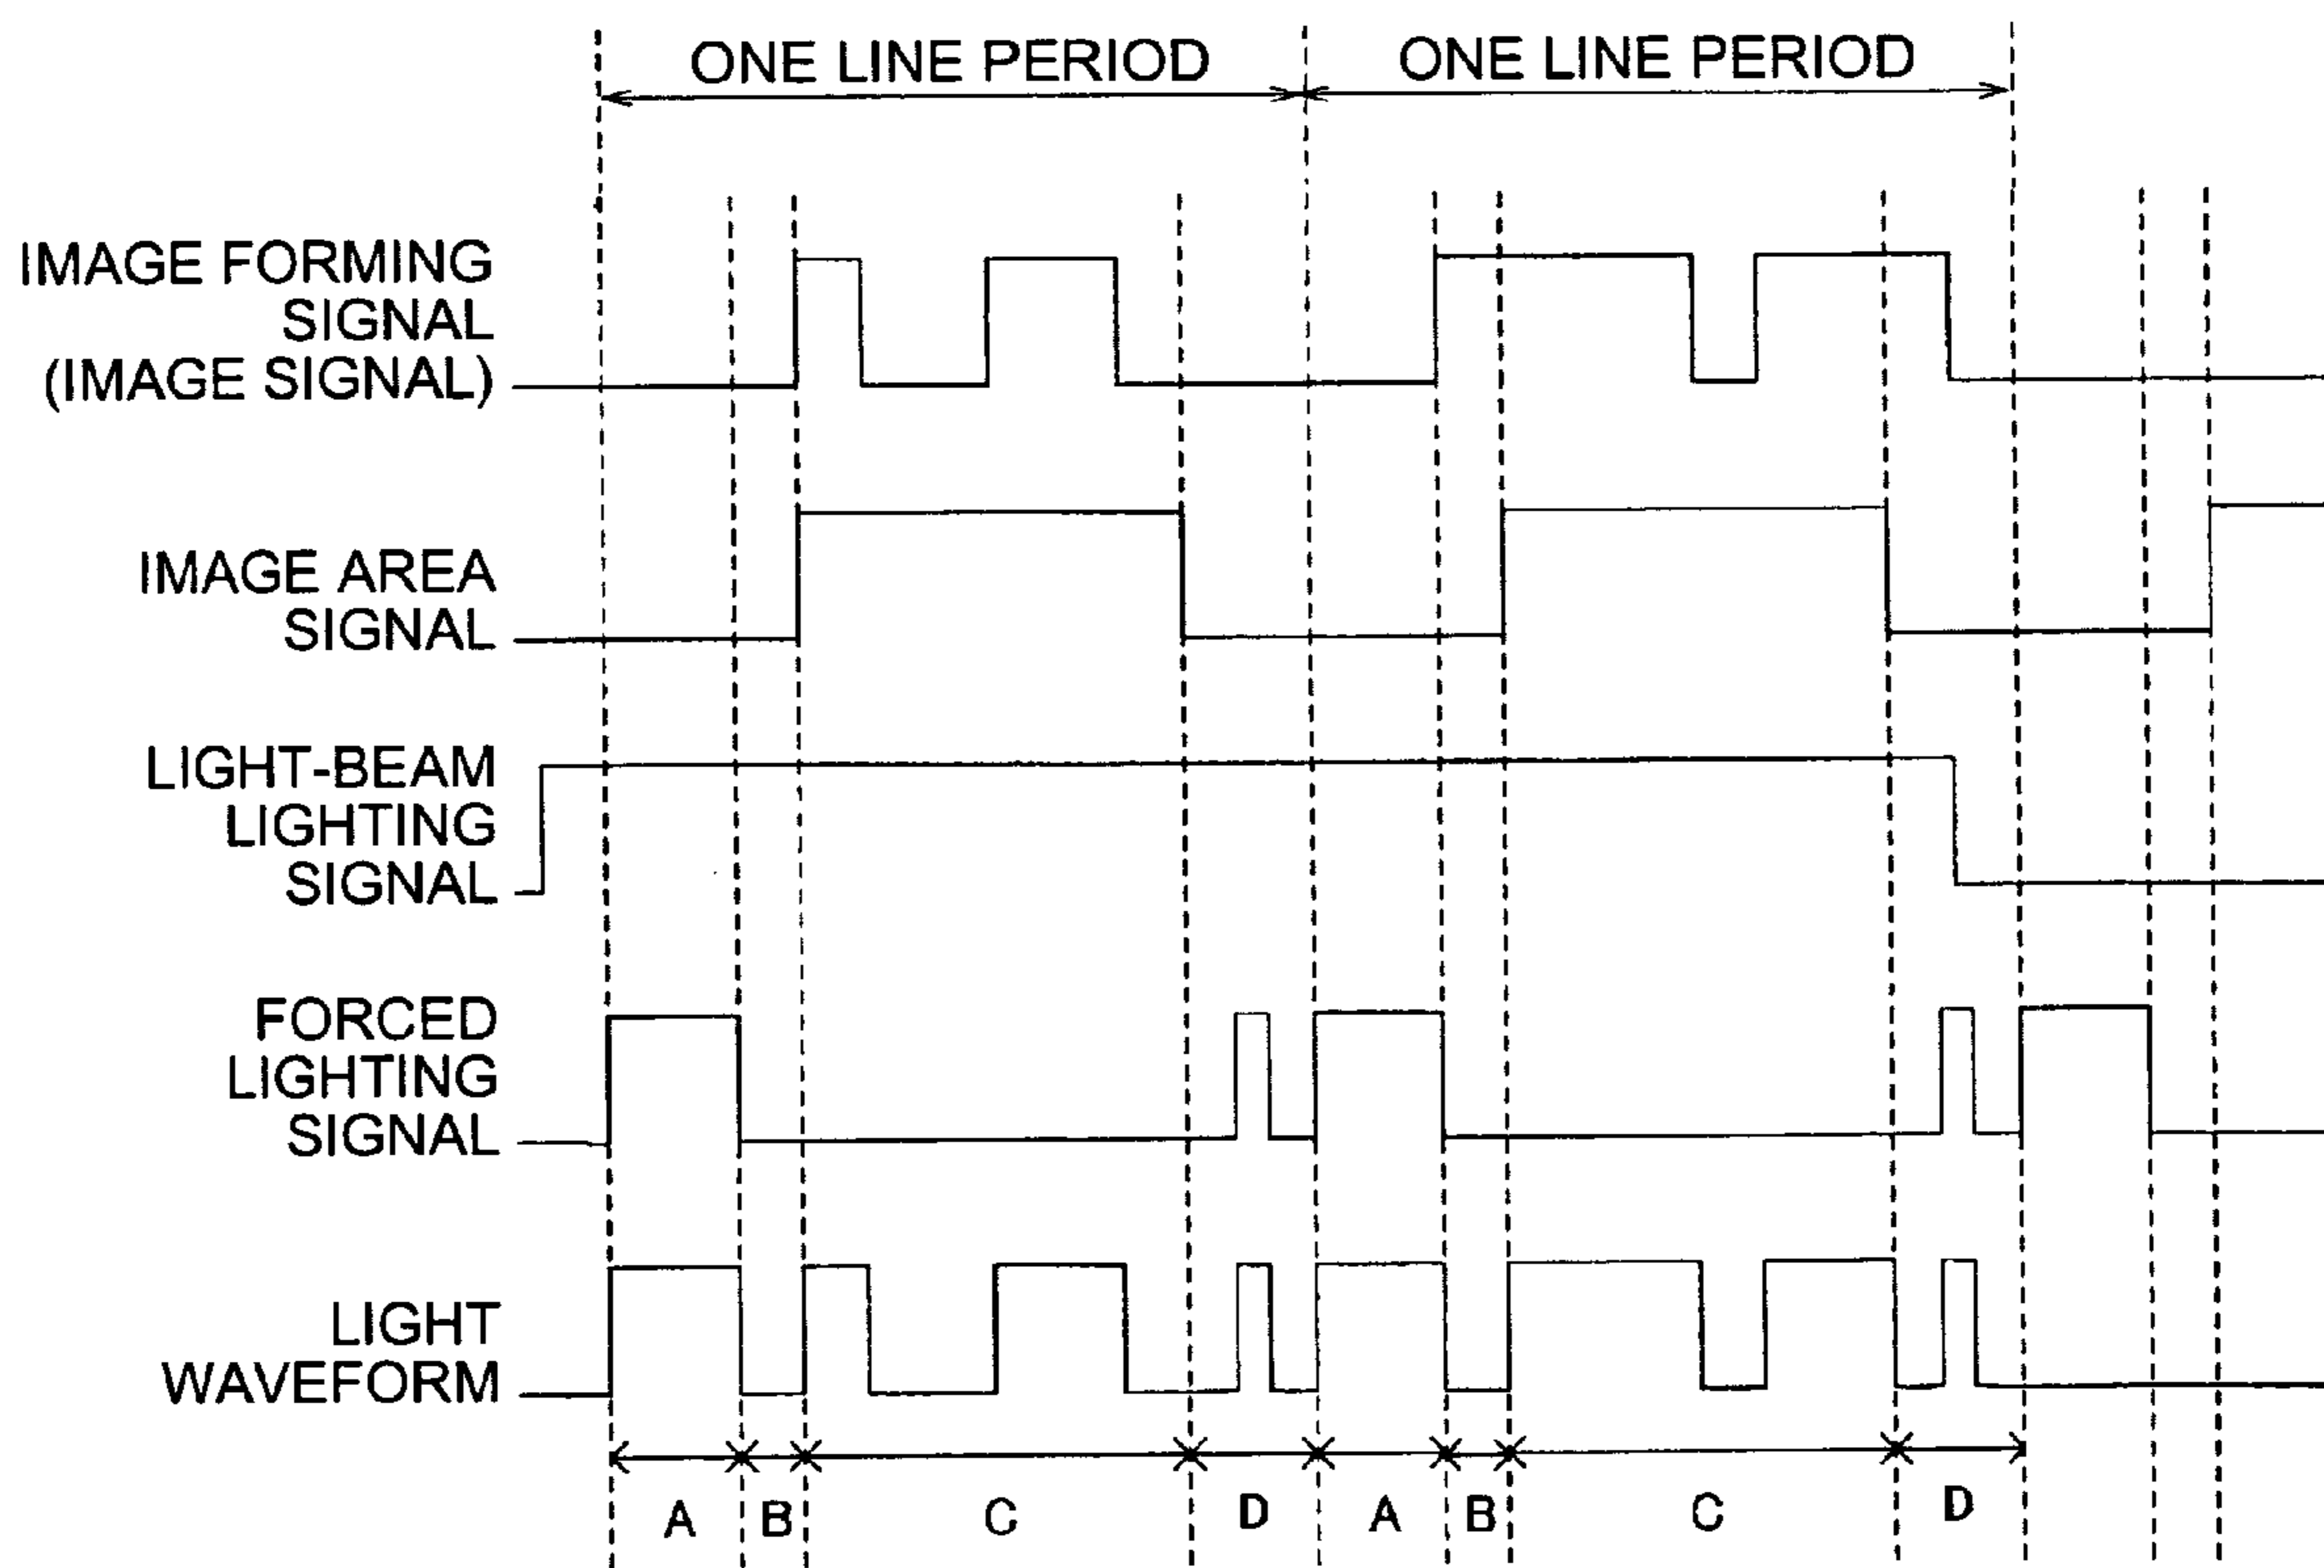 ONE LINE PERIOD ONE LINE PERIOD
IMAGE FORMING
SIGNAL
(IMAGE SIGNAL)
IMAGE AREA
SIGNAL
LIGHT-BEAM
LIGHTING
SIGNAL
FORCED
LIGHTING
SIGNAL
LIGHT
WAVEFORM
A B C D A B C D